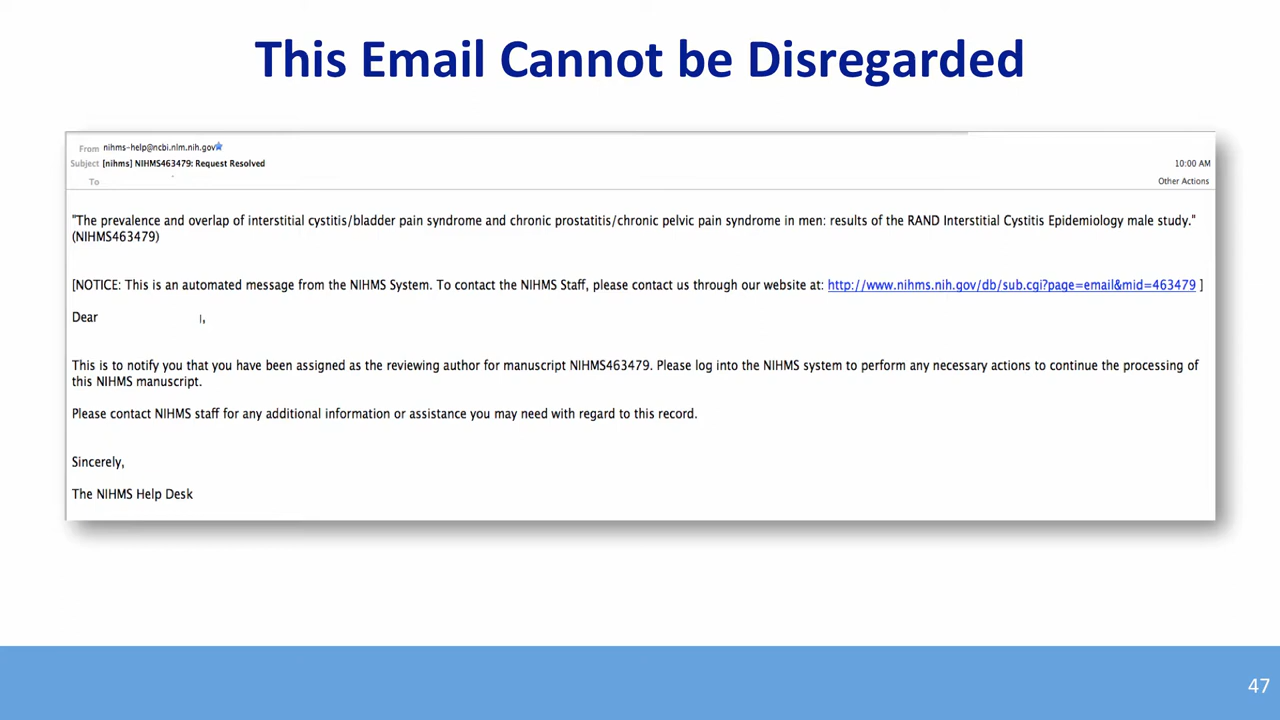 This Email Cannot be Disregarded
From nihms-help@ncbi.nlm.nih.gov
Subject [nihms] NIHMS463479: Request Resolved
10:00 AM
To
Other Actions
"The prevalence and overlap of interstitial cystitis/bladder pain syndrome and chronic prostatitis/chronic pelvic pain syndrome in men: results of the RAND Interstitial Cystitis Epidemiology male study."
(NIHMS463479)
[NOTICE: This is an automated message from the NIHMS System. To contact the NIHMS Staff, please contact us through our website at: http://www.nihms.nih.gov/db/sub.cgi?page=email&mid=463479 ]
Dear ,
This is to notify you that you have been assigned as the reviewing author for manuscript NIHMS463479. Please log into the NIHMS system to perform any necessary actions to continue the processing of
this NIHMS manuscript.
Please contact NIHMS staff for any additional information or assistance you may need with regard to this record.
Sincerely,
The NIHMS Help Desk
47